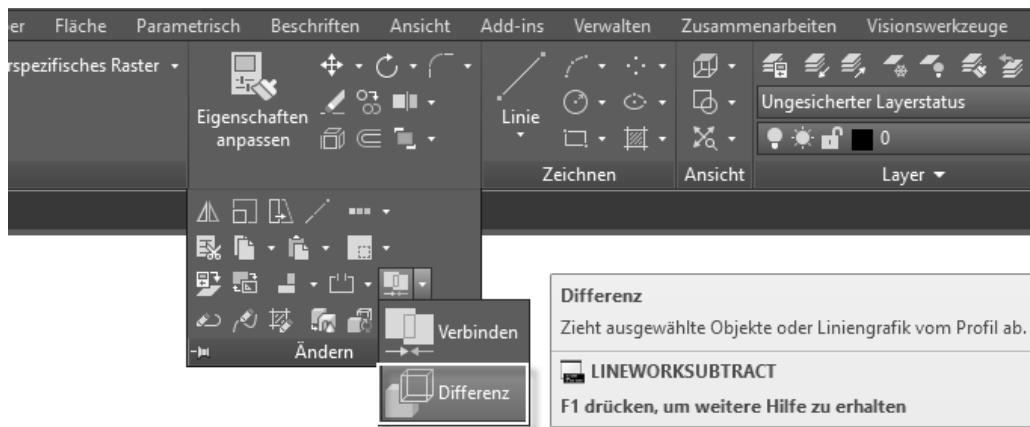 er Fläche Parametrisch Beschriften Ansicht Add-ins Verwalten Zusammenarbeiten Visionswerkzeuge
rspezifisches Raster
Eigenschaften
anpassen
Linie
Ungesicherter Layerstatus
0
Zeichnen Ansicht Layer
Verbinden
Ändern
Differenz
Differenz
Zieht ausgewählte Objekte oder Liniengrafik vom Profil ab.
LINEWORKSUBTRACT
F1 drücken, um weitere Hilfe zu erhalten